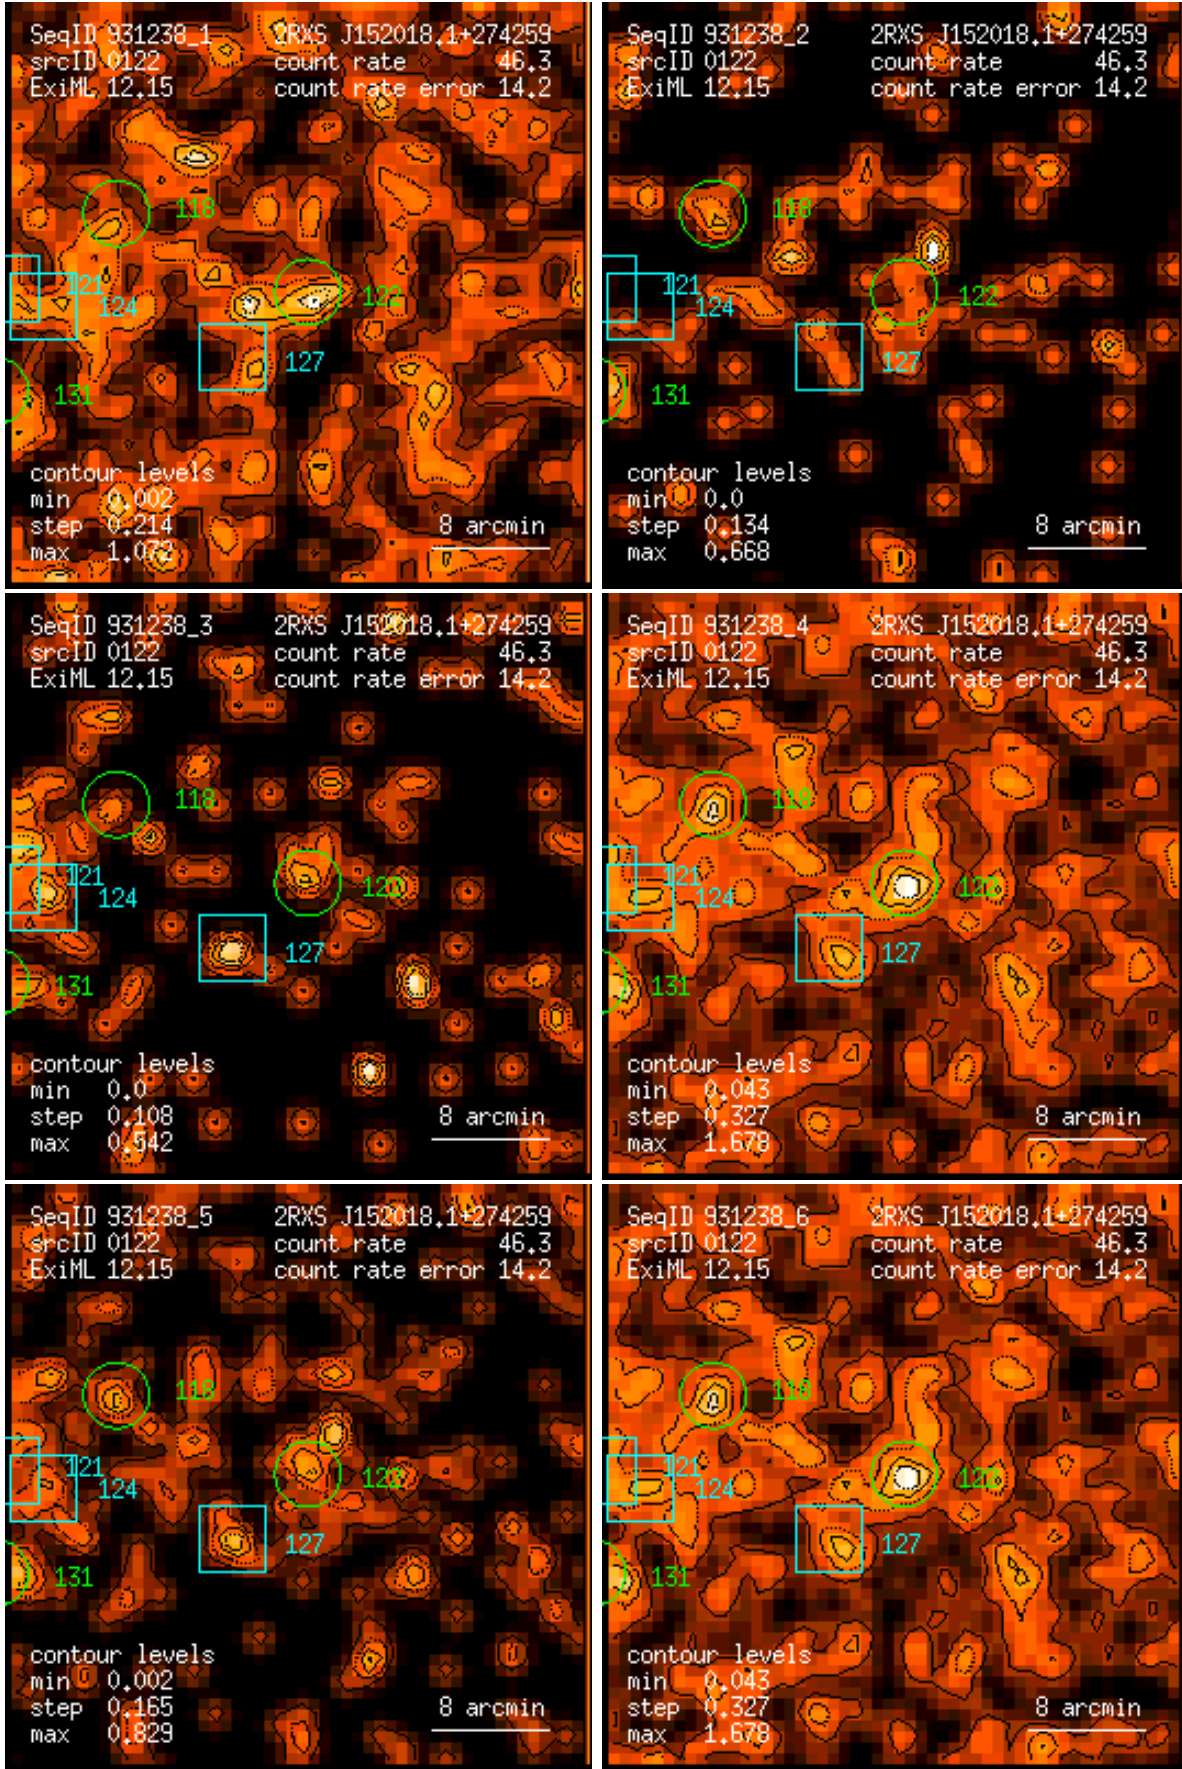 SeqID 931238_1 2RXS J152018.1+274259
srcID 0122 count rate 46.3
ExiML 12.15 count rate error 14.2
118
121
124
122
127
131
contour levels
min 0.002
step 0.214
max 1.072
8 arcmin
SeqID 931238_2 2RXS J152018.1+274259
srcID 0122 count rate 46.3
ExiML 12.15 count rate error 14.2
118
121
124
122
127
131
contour levels
min 0.0
step 0.134
max 0.668
8 arcmin
SeqID 931238_3 2RXS J152018.1+274259
srcID 0122 count rate 46.3
ExiML 12.15 count rate error 14.2
118
121
124
122
127
131
contour levels
min 0.0
step 0.108
max 0.542
8 arcmin
SeqID 931238_4 2RXS J152018.1+274259
srcID 0122 count rate 46.3
ExiML 12.15 count rate error 14.2
118
121
124
122
127
131
contour levels
min 0.043
step 0.327
max 1.678
8 arcmin
SeqID 931238_5 2RXS J152018.1+274259
srcID 0122 count rate 46.3
ExiML 12.15 count rate error 14.2
118
121
124
122
127
131
contour levels
min 0.002
step 0.165
max 0.829
8 arcmin
SeqID 931238_6 2RXS J152018.1+274259
srcID 0122 count rate 46.3
ExiML 12.15 count rate error 14.2
118
121
124
122
127
131
contour levels
min 0.043
step 0.327
max 1.678
8 arcmin